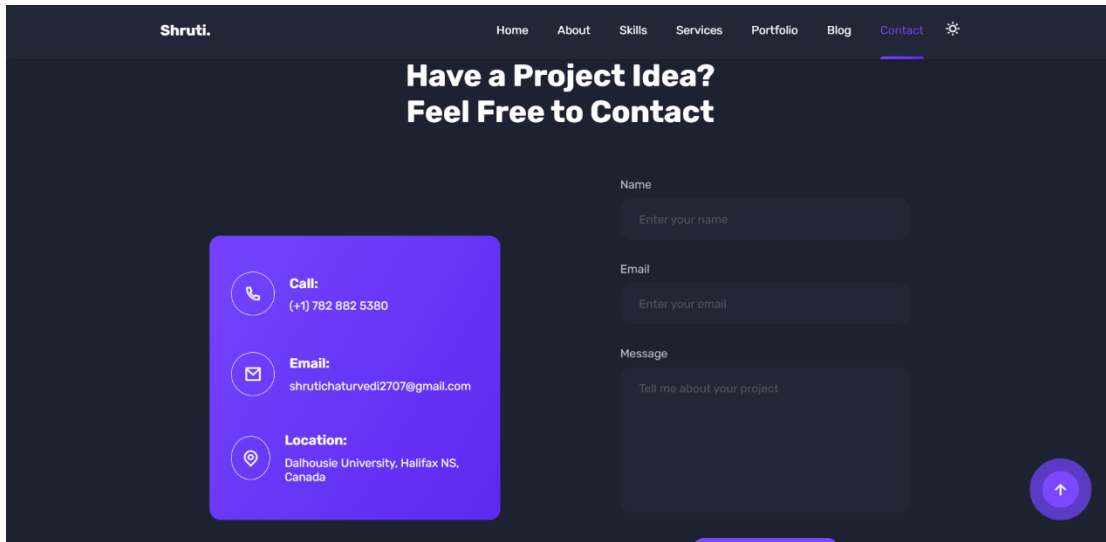 Shruti.
Home About Skills Services Portfolio Blog Contact
Have a Project Idea?
Feel Free to Contact
Call:
(+1) 782 882 5380
Email:
shrutichaturvedi2707@gmail.com
Location:
Dalhousie University, Halifax NS,
Canada
Name
Enter your name
Email
Enter your email
Message
Tell me about your project